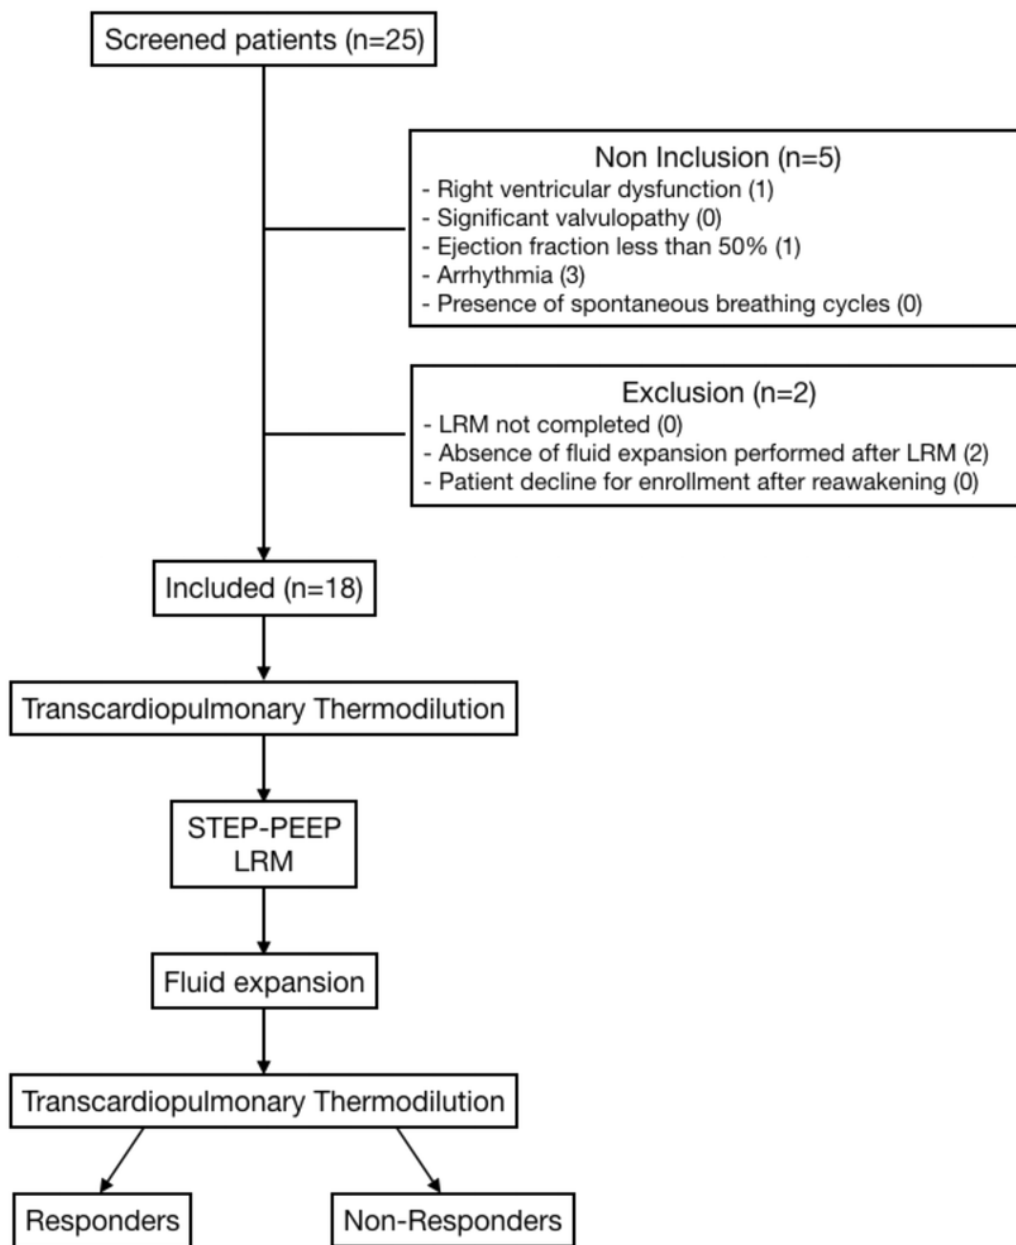 Screened patients (n=25)
Non Inclusion (n=5)
- Right ventricular dysfunction (1)
- Significant valvulopathy (0)
- Ejection fraction less than 50% (1)
- Arrhythmia (3)
- Presence of spontaneous breathing cycles (0)
Exclusion (n=2)
- LRM not completed (0)
- Absence of fluid expansion performed after LRM (2)
- Patient decline for enrollment after reawakening (0)
Included (n=18)
Transcardiopulmonary Thermodilution
STEP-PEEP
LRM
Fluid expansion
Transcardiopulmonary Thermodilution
Responders
Non-Responders